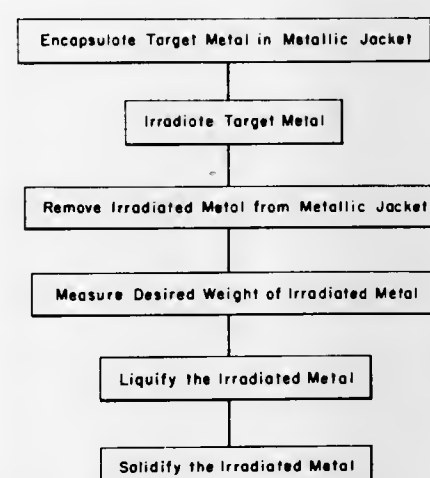 Encapsulate Target Metal in Metallic Jacket
Irradiate Target Metal
Remove Irradiated Metal from Metallic Jacket
Measure Desired Weight of Irradiated Metal
Liquify the Irradiated Metal
Solidify the Irradiated Metal